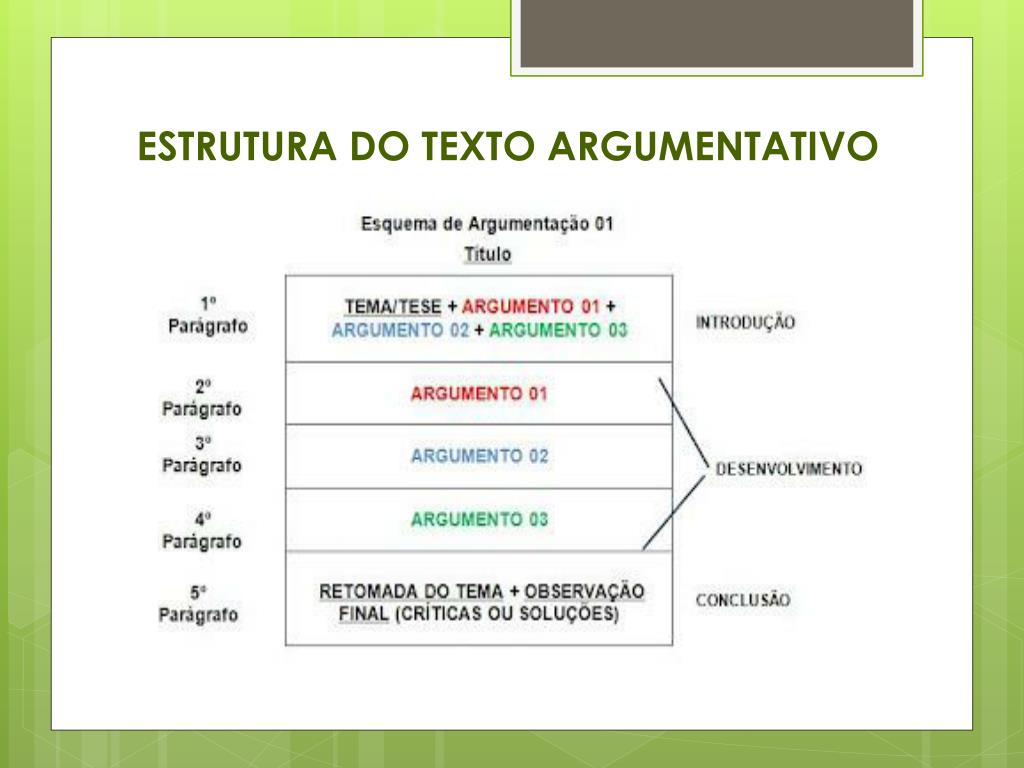 ESTRUTURA DO TEXTO ARGUMENTATIVO
Esquema de Argumentação 01
Título
1º
Parágrafo
TEMA/TESE + ARGUMENTO 01 +
ARGUMENTO 02 + ARGUMENTO 03
INTRODUÇÃO
2º
Parágrafo
ARGUMENTO 01
3º
Parágrafo
ARGUMENTO 02
DESENVOLVIMENTO
4º
Parágrafo
ARGUMENTO 03
5º
Parágrafo
RETOMADA DO TEMA + OBSERVAÇÃO
FINAL (CRÍTICAS OU SOLUÇÕES)
CONCLUSÃO